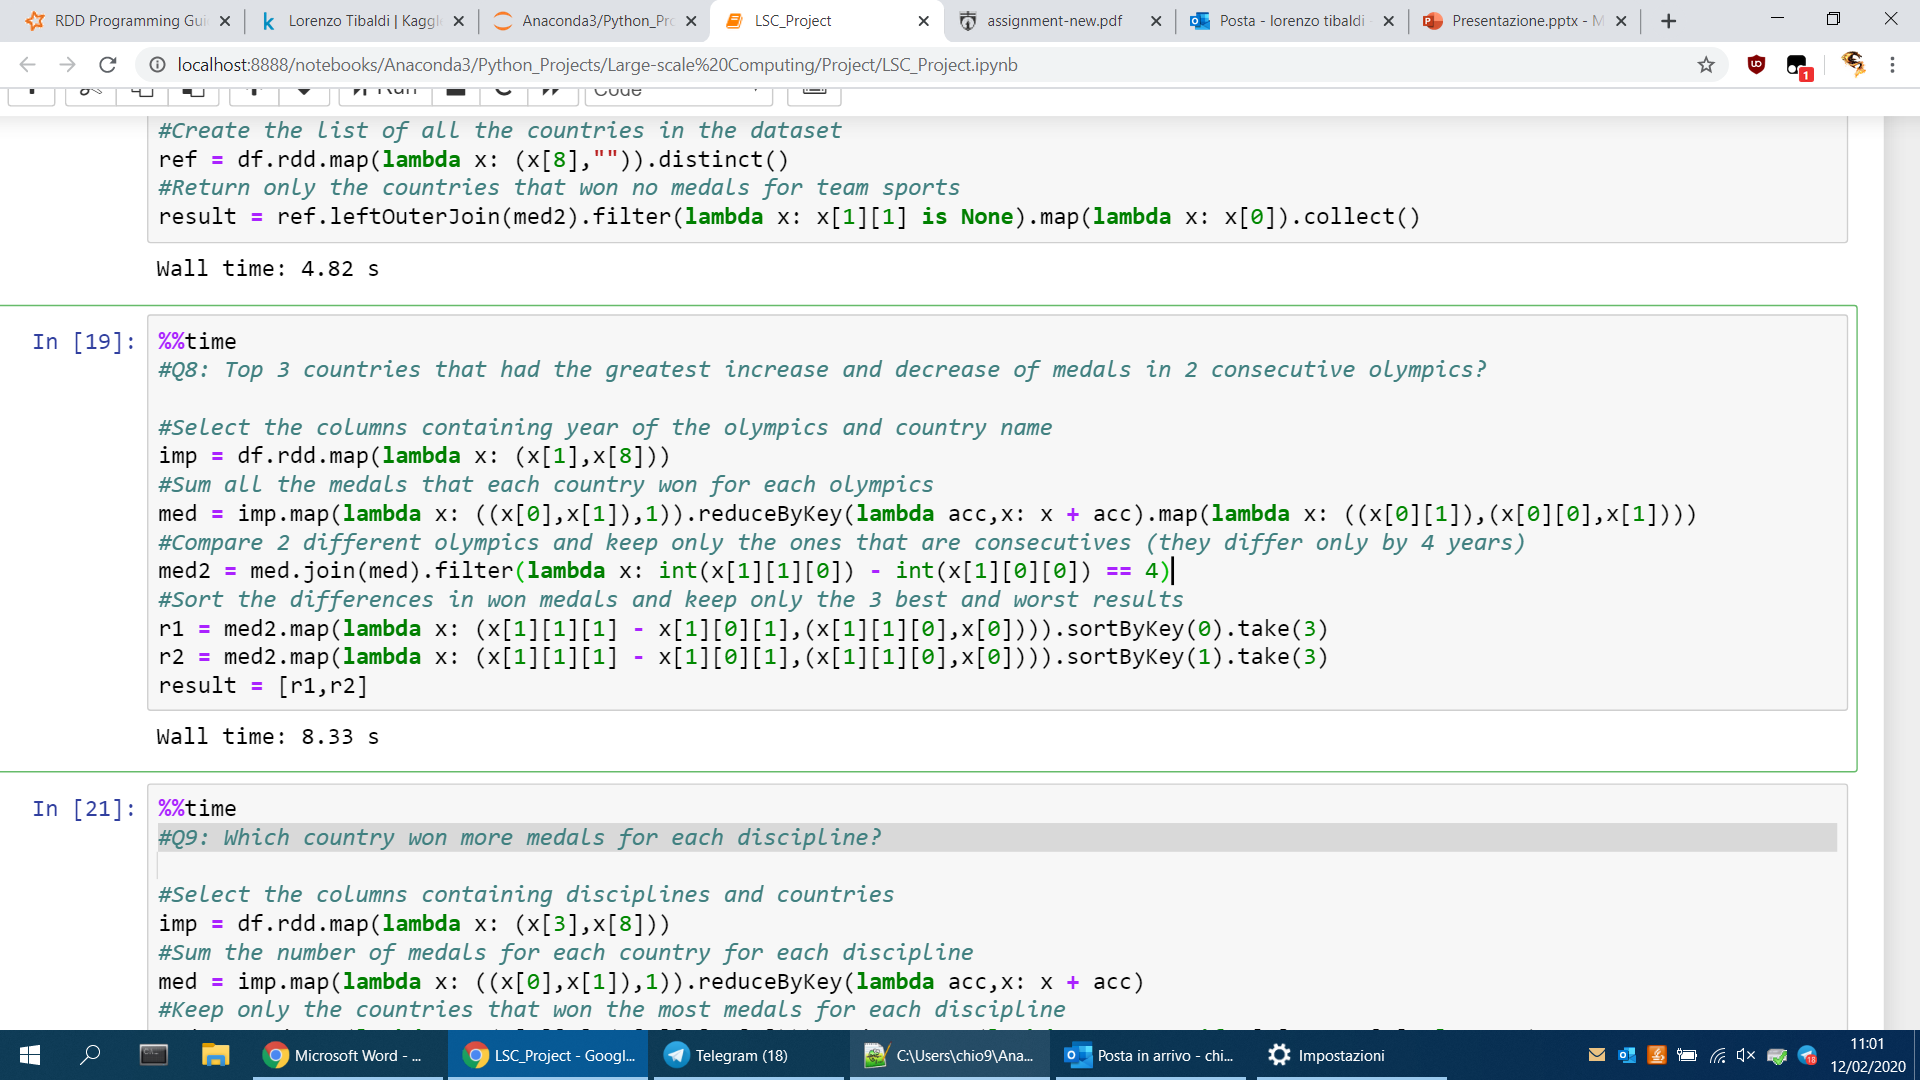 RDD Programming Gui
Lorenzo Tibaldi | Kaggle
Anaconda3/Python_Pro
LSC_Project
assignment-new.pdf
Posta - lorenzo tibaldi
Presentazione.pptx - M
localhost:8888/notebooks/Anaconda3/Python_Projects/Large-scale%20Computing/Project/LSC_Project.ipynb
1
Run
Code
#Create the list of all the countries in the dataset
ref = df.rdd.map(lambda x: (x[8],"")).distinct()
#Return only the countries that won no medals for team sports
result = ref.leftOuterJoin(med2).filter(lambda x: x[1][1] is None).map(lambda x: x[0]).collect()
Wall time: 4.82 s
In [19]:
%%time
#Q8: Top 3 countries that had the greatest increase and decrease of medals in 2 consecutive olympics?
#Select the columns containing year of the olympics and country name
imp = df.rdd.map(lambda x: (x[1],x[8]))
#Sum all the medals that each country won for each olympics
med = imp.map(lambda x: ((x[0],x[1]),1)).reduceByKey(lambda acc,x: x + acc).map(lambda x: ((x[0][1]),(x[0][0],x[1])))
#Compare 2 different olympics and keep only the ones that are consecutives (they differ only by 4 years)
med2 = med.join(med).filter(lambda x: int(x[1][1][0]) - int(x[1][0][0]) == 4)
#Sort the differences in won medals and keep only the 3 best and worst results
r1 = med2.map(lambda x: (x[1][1][1] - x[1][0][1],(x[1][1][0],x[0]))).sortByKey(0).take(3)
r2 = med2.map(lambda x: (x[1][1][1] - x[1][0][1],(x[1][1][0],x[0]))).sortByKey(1).take(3)
result = [r1,r2]
Wall time: 8.33 s
In [21]:
%%time
#Q9: Which country won more medals for each discipline?
#Select the columns containing disciplines and countries
imp = df.rdd.map(lambda x: (x[3],x[8]))
#Sum the number of medals for each country for each discipline
med = imp.map(lambda x: ((x[0],x[1]),1)).reduceByKey(lambda acc,x: x + acc)
#Keep only the countries that won the most medals for each discipline
Microsoft Word - ...
LSC_Project - Googl...
Telegram (18)
C:\Users\chio9\Ana...
Posta in arrivo - chi...
Impostazioni
11:01
12/02/2020